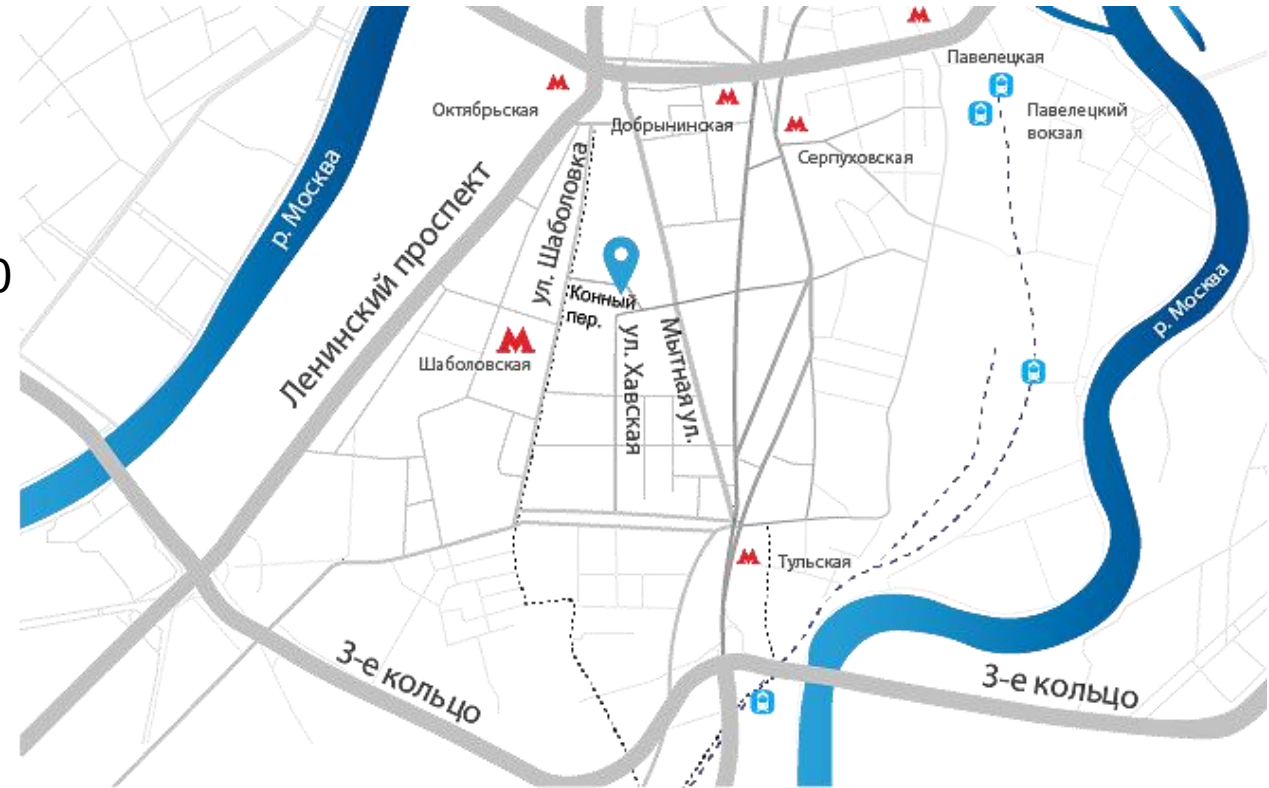 Павелецкая
Октябрьская
Добрынинская
Павелецкий
вокзал
Серпуховская
р. Москва
Ленинский проспект
ул. Шаболовка
Конный
пер.
Шаболовская
ул. Хавская
Мытная ул.
р. Москва
Тульская
3-е кольцо
3-е кольцо